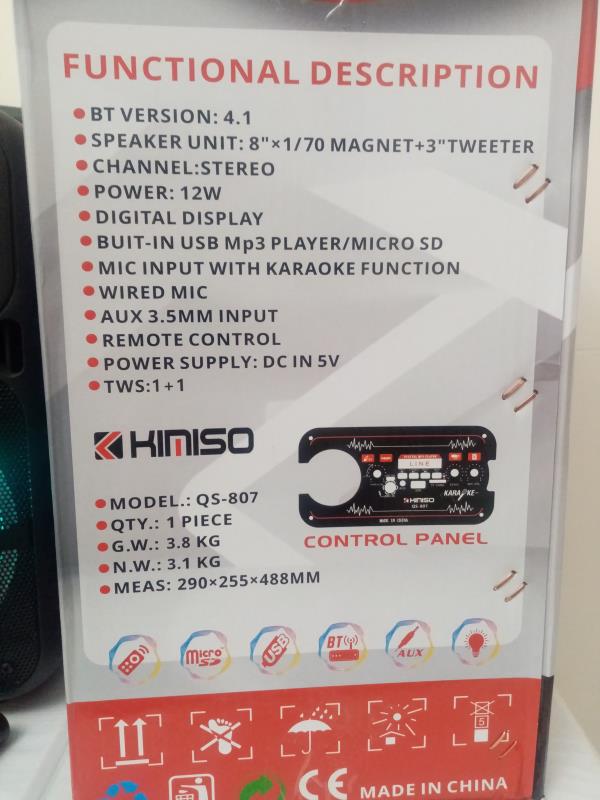 FUNCTIONAL DESCRIPTION
BT VERSION: 4.1
SPEAKER UNIT: 8"×1/70 MAGNET+3"TWEETER
CHANNEL:STEREO
POWER: 12W
DIGITAL DISPLAY
BUIT-IN USB Mp3 PLAYER/MICRO SD
MIC INPUT WITH KARAOKE FUNCTION
WIRED MIC
AUX 3.5MM INPUT
REMOTE CONTROL
POWER SUPPLY: DC IN 5V
TWS:1+1
KIMISO
LINE
KARAOKE
KIMISO
QS-807
MADE IN CHINA
CONTROL PANEL
MODEL.: QS-807
QTY.: 1 PIECE
G.W.: 3.8 KG
N.W.: 3.1 KG
MEAS: 290×255×488MM
Micro SD
USB
BT
AUX
5
CE MADE IN CHINA